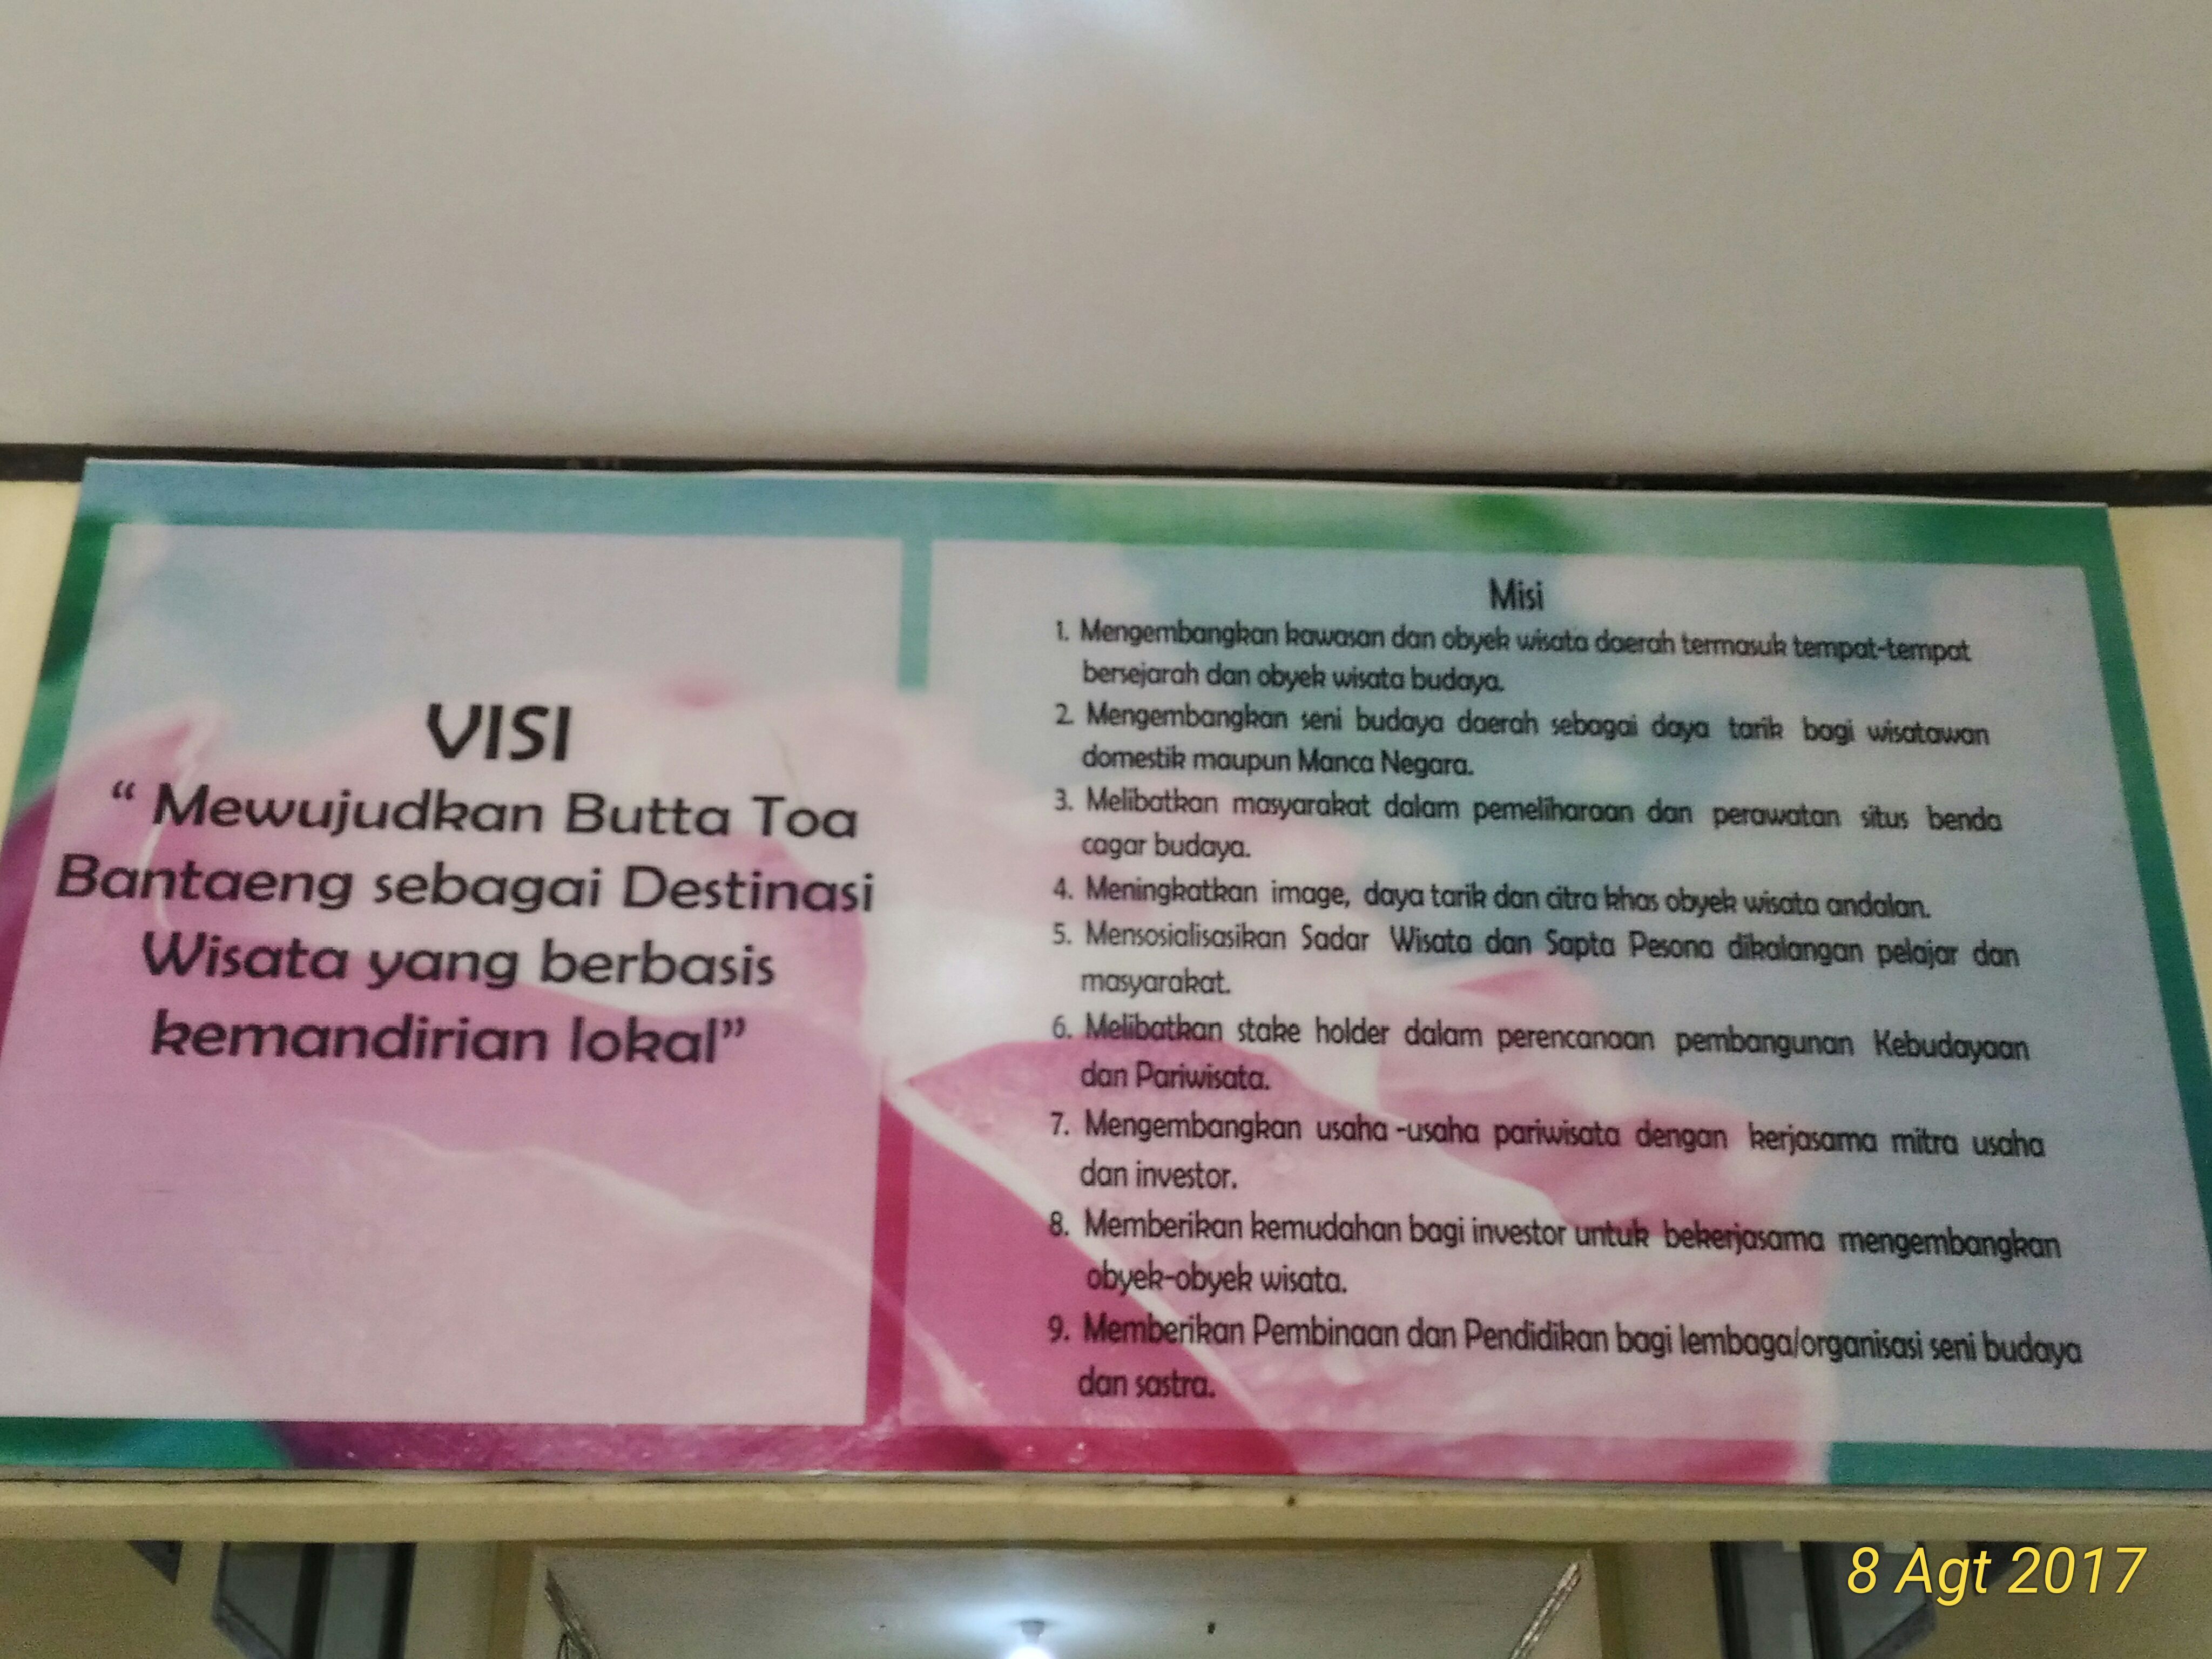 VISI
“ Mewujudkan Butta Toa
Bantaeng sebagai Destinasi
Wisata yang berbasis
kemandirian lokal”
Misi
1. Mengembangkan kawasan dan obyek wisata daerah termasuk tempat-tempat
bersejarah dan obyek wisata budaya.
2. Mengembangkan seni budaya daerah sebagai daya tarik bagi wisatawan
domestik maupun Manca Negara.
3. Melibatkan masyarakat dalam pemeliharaan dan perawatan situs benda
cagar budaya.
4. Meningkatkan image, daya tarik dan citra khas obyek wisata andalan.
5. Mensosialisasikan Sadar Wisata dan Sapta Pesona dikalangan pelajar dan
masyarakat.
6. Melibatkan stake holder dalam perencanaan pembangunan Kebudayaan
dan Pariwisata.
7. Mengembangkan usaha -usaha pariwisata dengan kerjasama mitra usaha
dan investor.
8. Memberikan kemudahan bagi investor untuk bekerjasama mengembangkan
obyek-obyek wisata.
9. Memberikan Pembinaan dan Pendidikan bagi lembaga/organisasi seni budaya
dan sastra.
8 Agt 2017